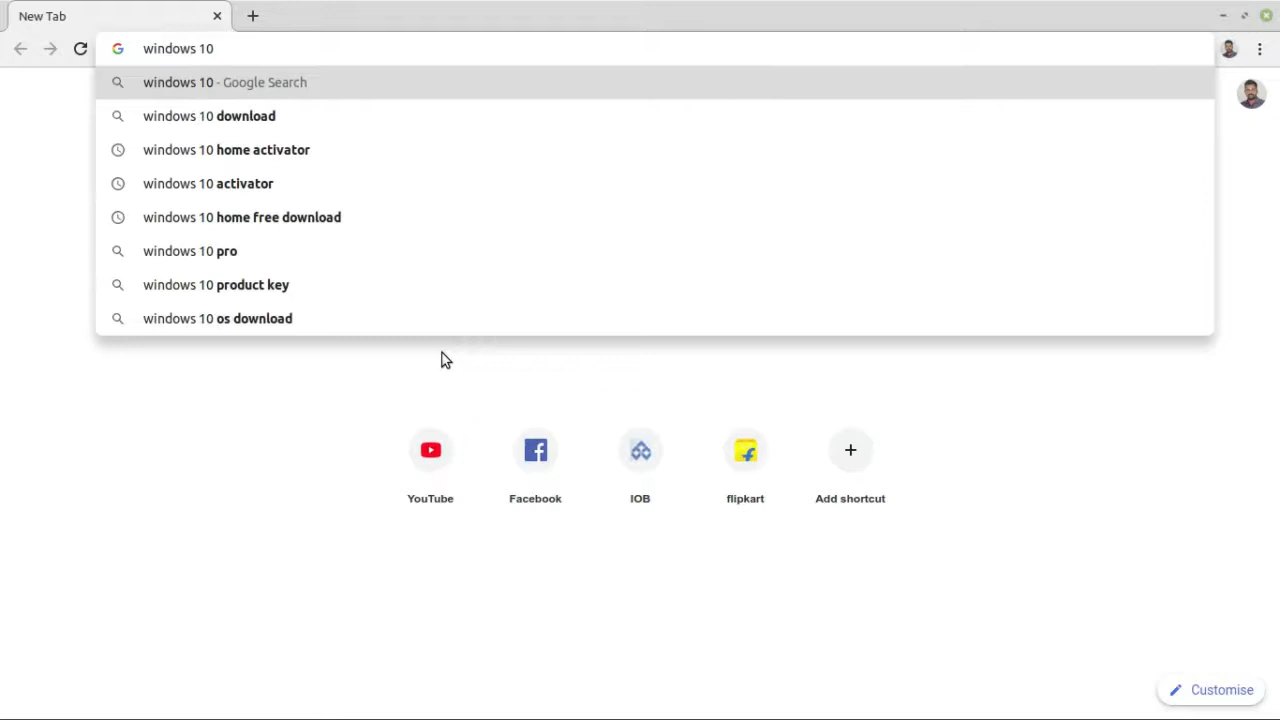 New Tab
windows 10
windows 10 - Google Search
windows 10 download
windows 10 home activator
windows 10 activator
windows 10 home free download
windows 10 pro
windows 10 product key
windows 10 os download
YouTube Facebook IOB flipkart Add shortcut
Customise